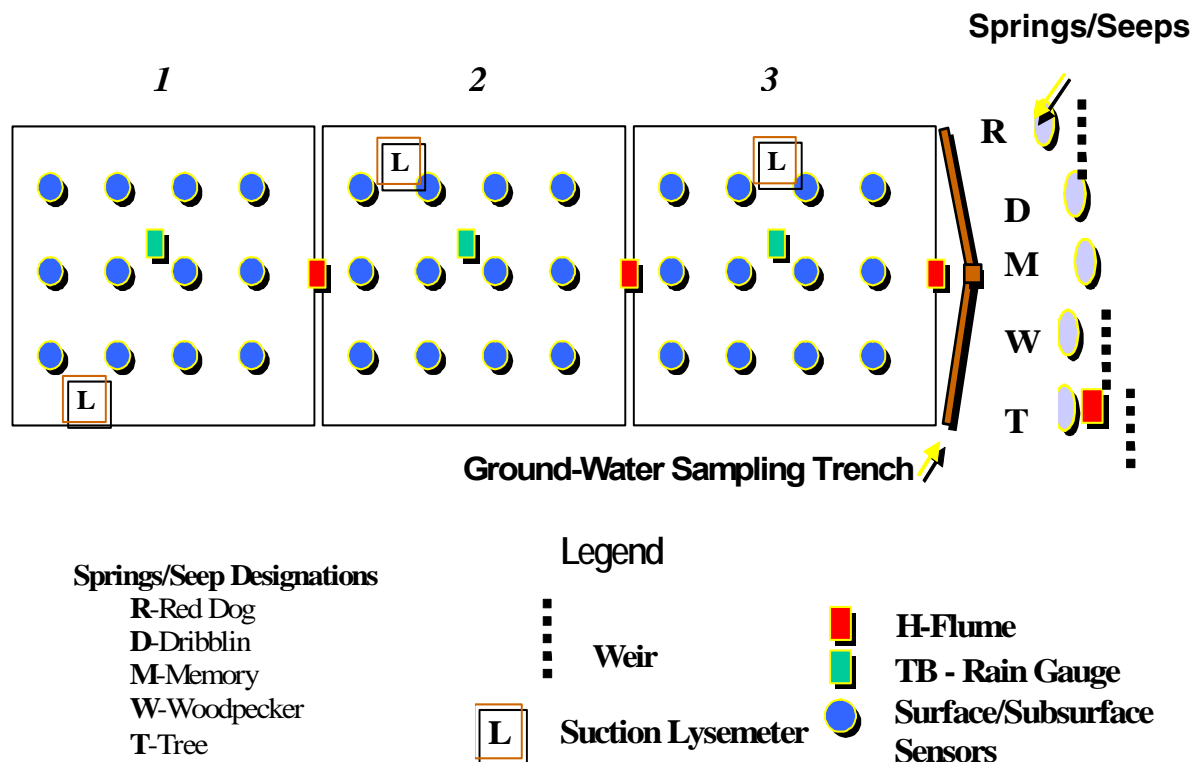 Springs/Seeps
1 2 3
R
L L
D
M
W
L
T
Ground-Water Sampling Trench
Legend
Springs/Seep Designations
R-Red Dog
D-Dribblin
M-Memory
W-Woodpecker
T-Tree
Weir
L Suction Lysemeter
H-Flume
TB - Rain Gauge
Surface/Subsurface
Sensors